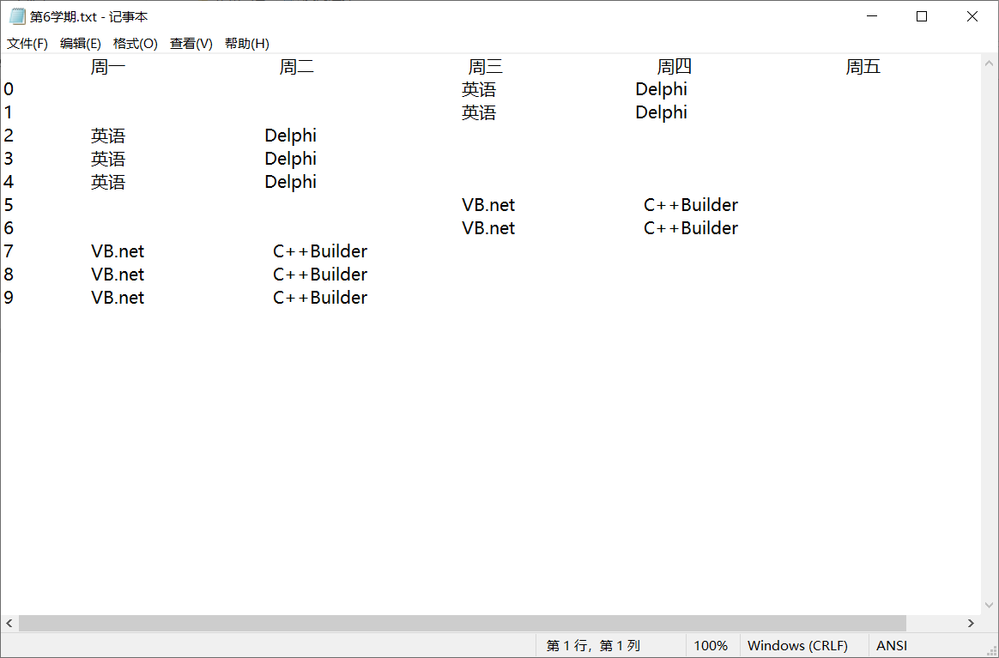 第6学期.txt - 记事本
文件(F) 编辑(E) 格式(O) 查看(V) 帮助(H)
周一 周二 周三 周四 周五
0 英语 Delphi
1 英语 Delphi
2 英语 Delphi
3 英语 Delphi
4 英语 Delphi
5 VB.net C++Builder
6 VB.net C++Builder
7 VB.net C++Builder
8 VB.net C++Builder
9 VB.net C++Builder
第 1 行，第 1 列 100% Windows (CRLF) ANSI